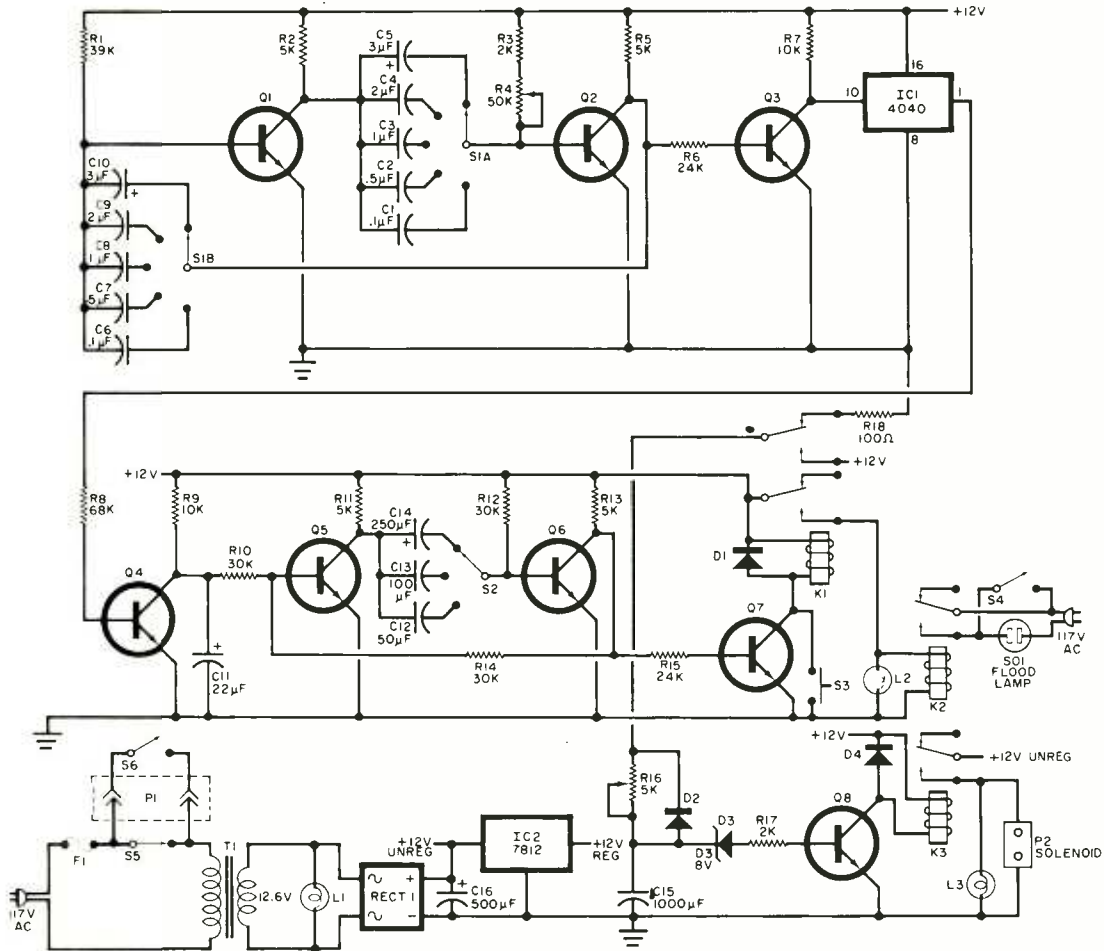 +12V
R1
39K
R2
5K
C5
3µF
+
C4
2µF
C3
1µF
C2
.5µF
C1
.1µF
S1A
R3
2K
R4
50K
R5
5K
R7
10K
Q1
Q2
Q3
R6
24K
10
16
1
8
IC1
4040
C10
3µF
+
C9
2µF
C8
1µF
C7
.5µF
C6
.1µF
S1B
R18
100Ω
+12V
+12V
R8
68K
R9
10K
R11
5K
C14
250µF
+
C13
100
µF
C12
50µF
S2
R12
30K
R13
5K
Q4
R10
30K
Q5
Q6
D1
K1
Q7
C11
22µF
+
R14
30K
R15
24K
S3
L2
K2
S4
SO1
FLOOD
LAMP
117V
AC
S6
P1
F1
S5
T1
12.6V
L1
RECT 1
+
-
+12V
UNREG
C16
500µF
+
IC2
7812
+12V
REG
R16
5K
D2
D3
D3
8V
R17
2K
C15
1000µF
Q8
+12V
D4
K3
+12V UNREG
L3
P2
SOLENOID
117V
AC